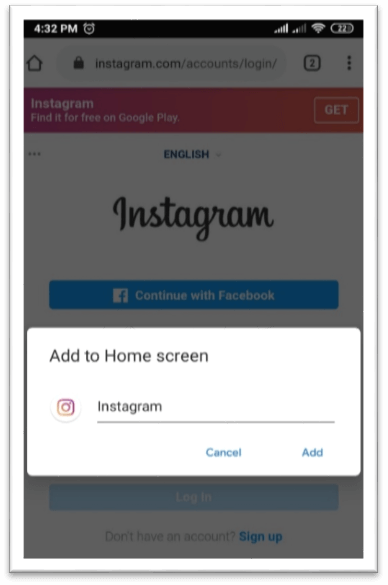 4:32 PM
22
instagram.com/accounts/login/
2
Instagram
Find it for free on Google Play.
GET
ENGLISH
Instagram
Continue with Facebook
Add to Home screen
Instagram
Cancel
Add
Log In
Don't have an account? Sign up